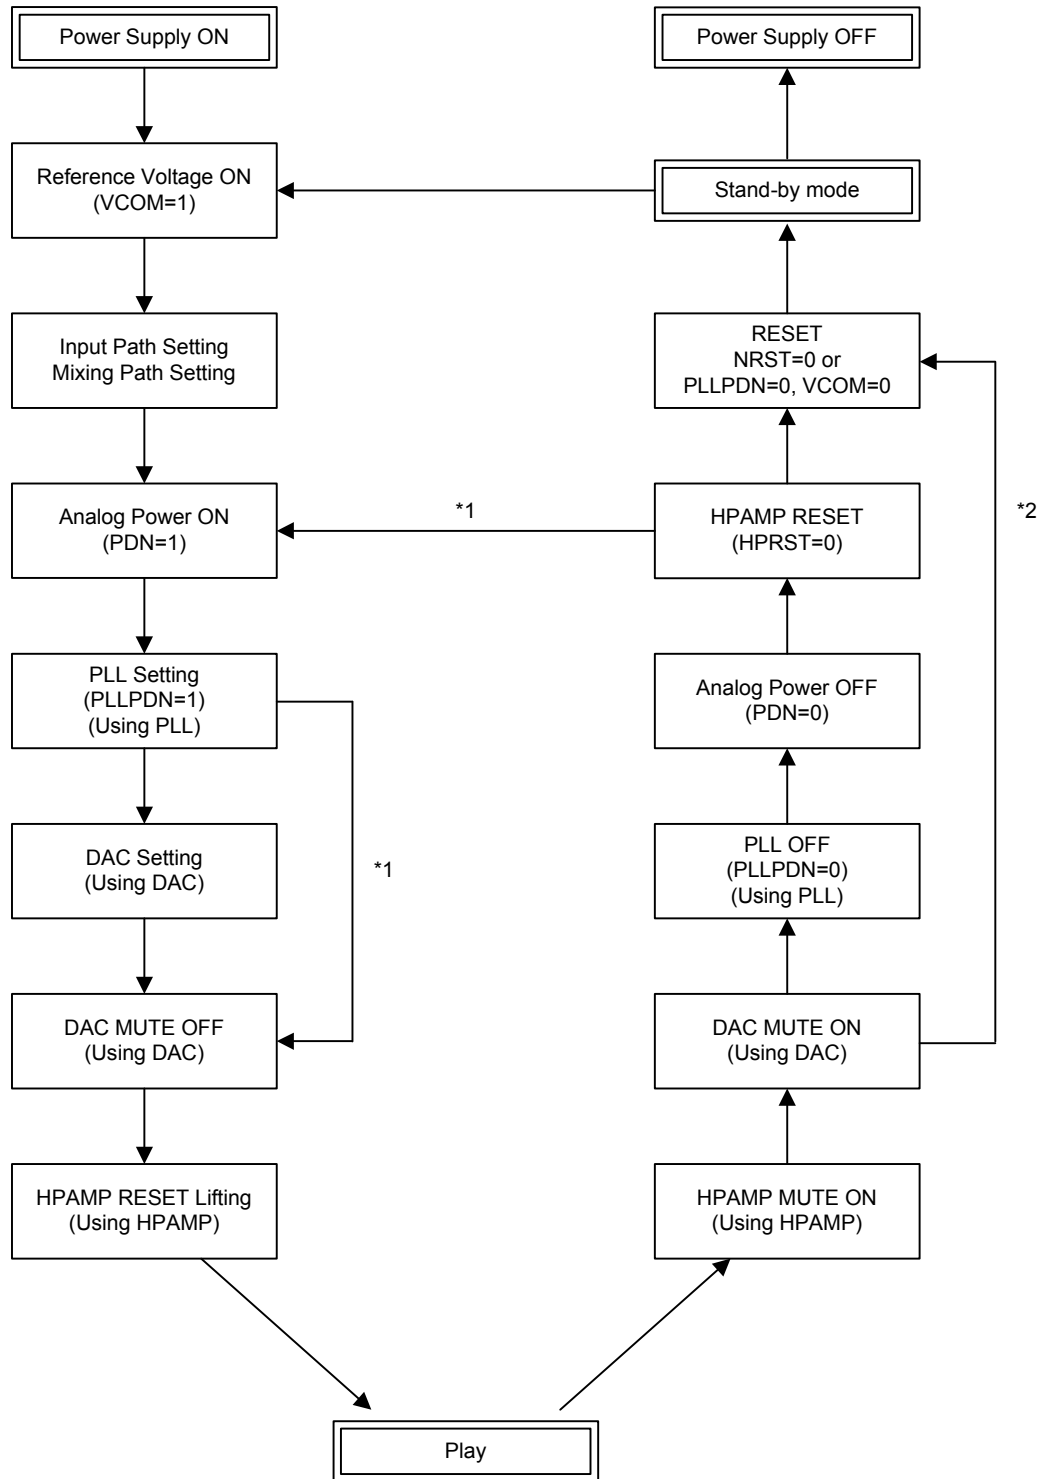 Power Supply ON
Power Supply OFF
Reference Voltage ON
(VCOM=1)
Stand-by mode
Input Path Setting
Mixing Path Setting
RESET
NRST=0 or
PLLPDN=0, VCOM=0
Analog Power ON
(PDN=1)
*1
HPAMP RESET
(HPRST=0)
*2
PLL Setting
(PLLPDN=1)
(Using PLL)
Analog Power OFF
(PDN=0)
DAC Setting
(Using DAC)
*1
PLL OFF
(PLLPDN=0)
(Using PLL)
DAC MUTE OFF
(Using DAC)
DAC MUTE ON
(Using DAC)
HPAMP RESET Lifting
(Using HPAMP)
HPAMP MUTE ON
(Using HPAMP)
Play